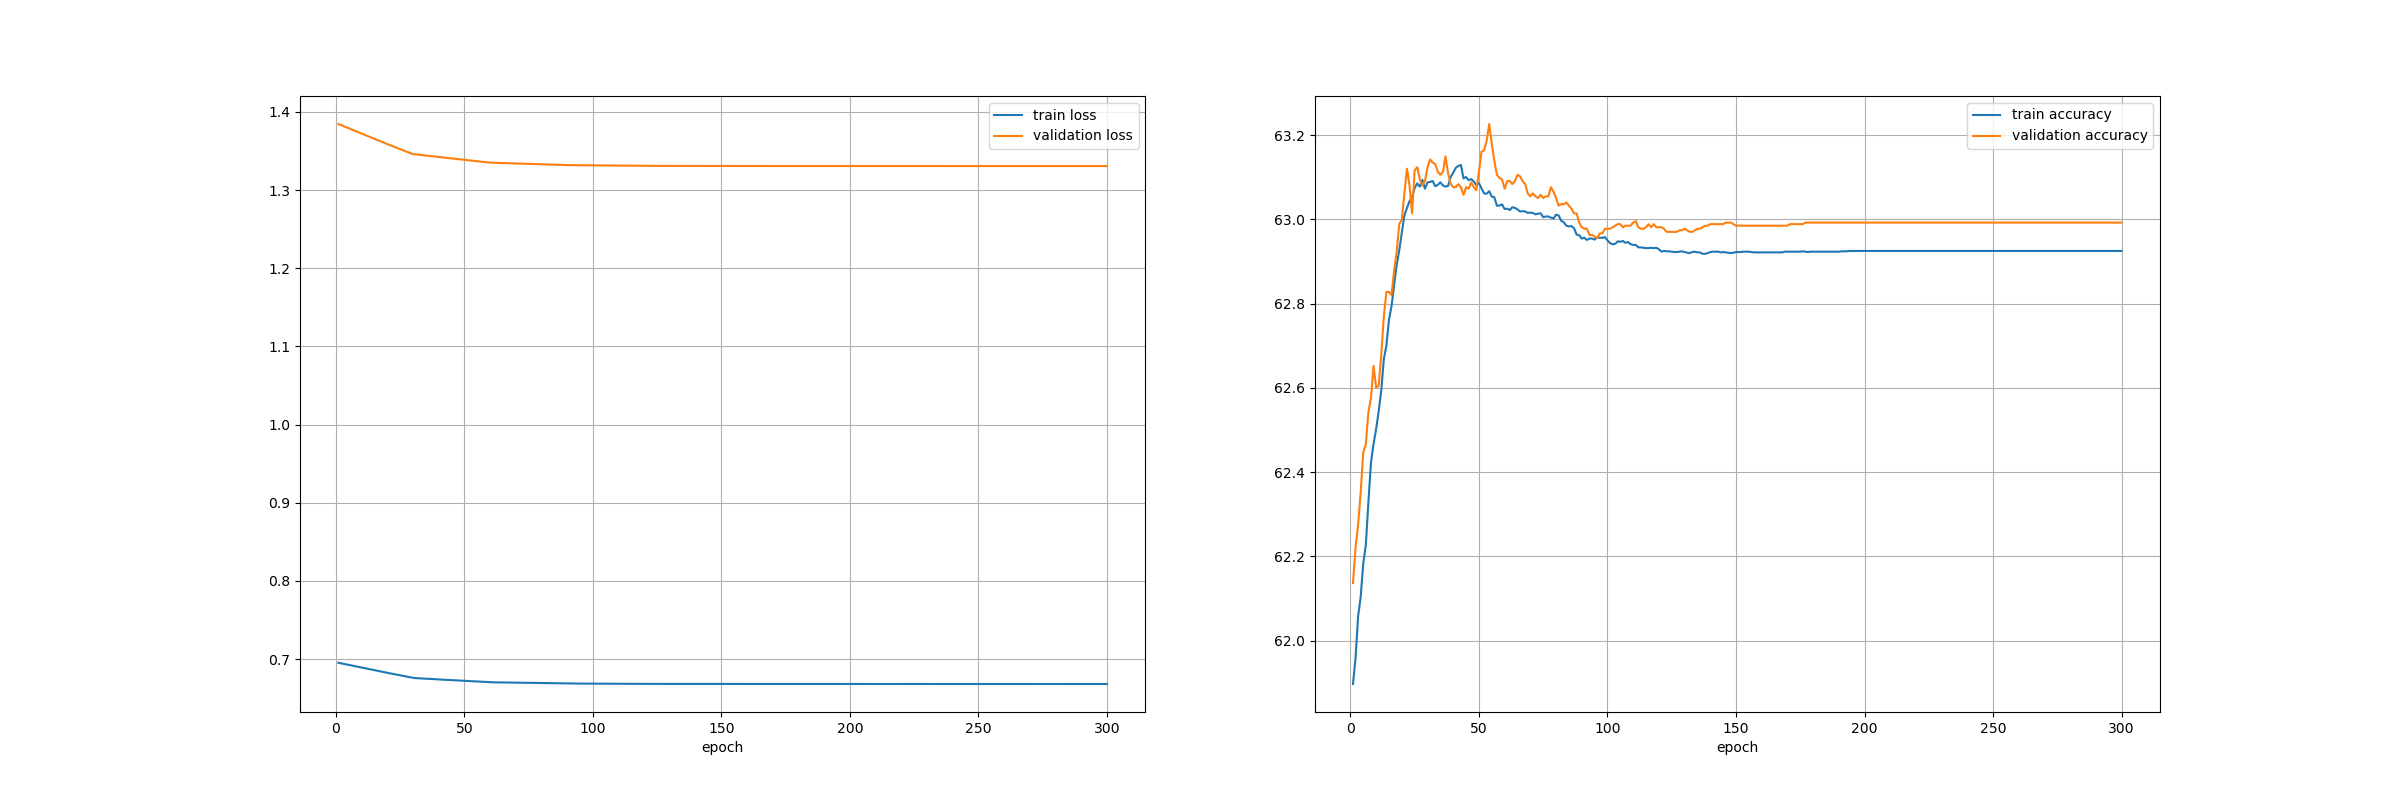 1.4
1.3
1.2
1.1
1.0
0.9
0.8
0.7
0 50 100 150 200 250 300
epoch
train loss
validation loss
63.2
63.0
62.8
62.6
62.4
62.2
62.0
0 50 100 150 200 250 300
epoch
train accuracy
validation accuracy